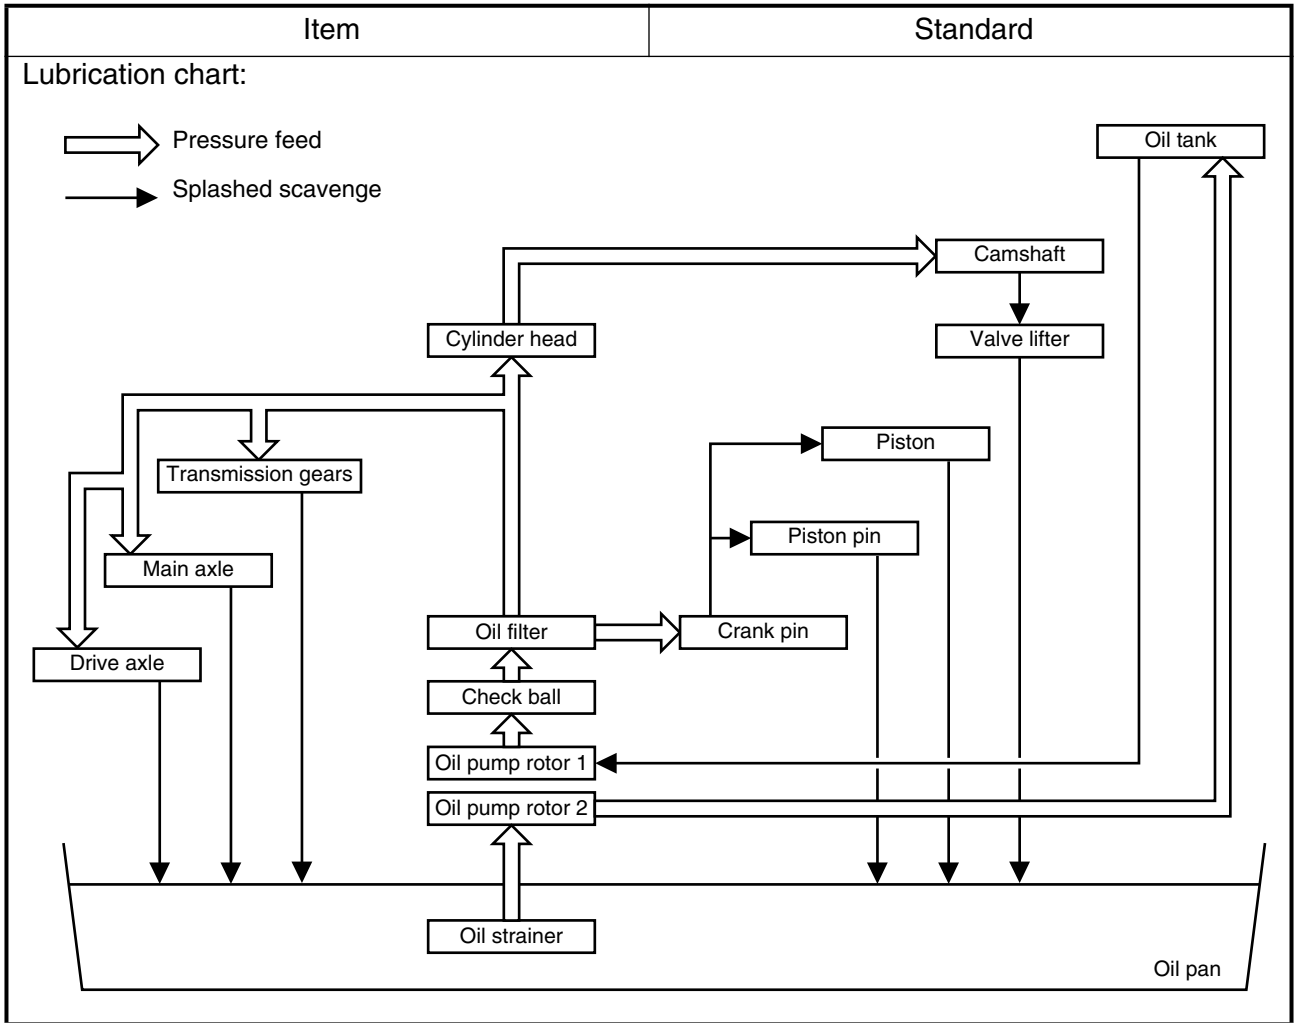 Item
Standard
Lubrication chart:
Pressure feed
Oil tank
Splashed scavenge
Camshaft
Cylinder head
Valve lifter
Piston
Transmission gears
Piston pin
Main axle
Oil filter
Crank pin
Drive axle
Check ball
Oil pump rotor 1
Oil pump rotor 2
Oil strainer
Oil pan